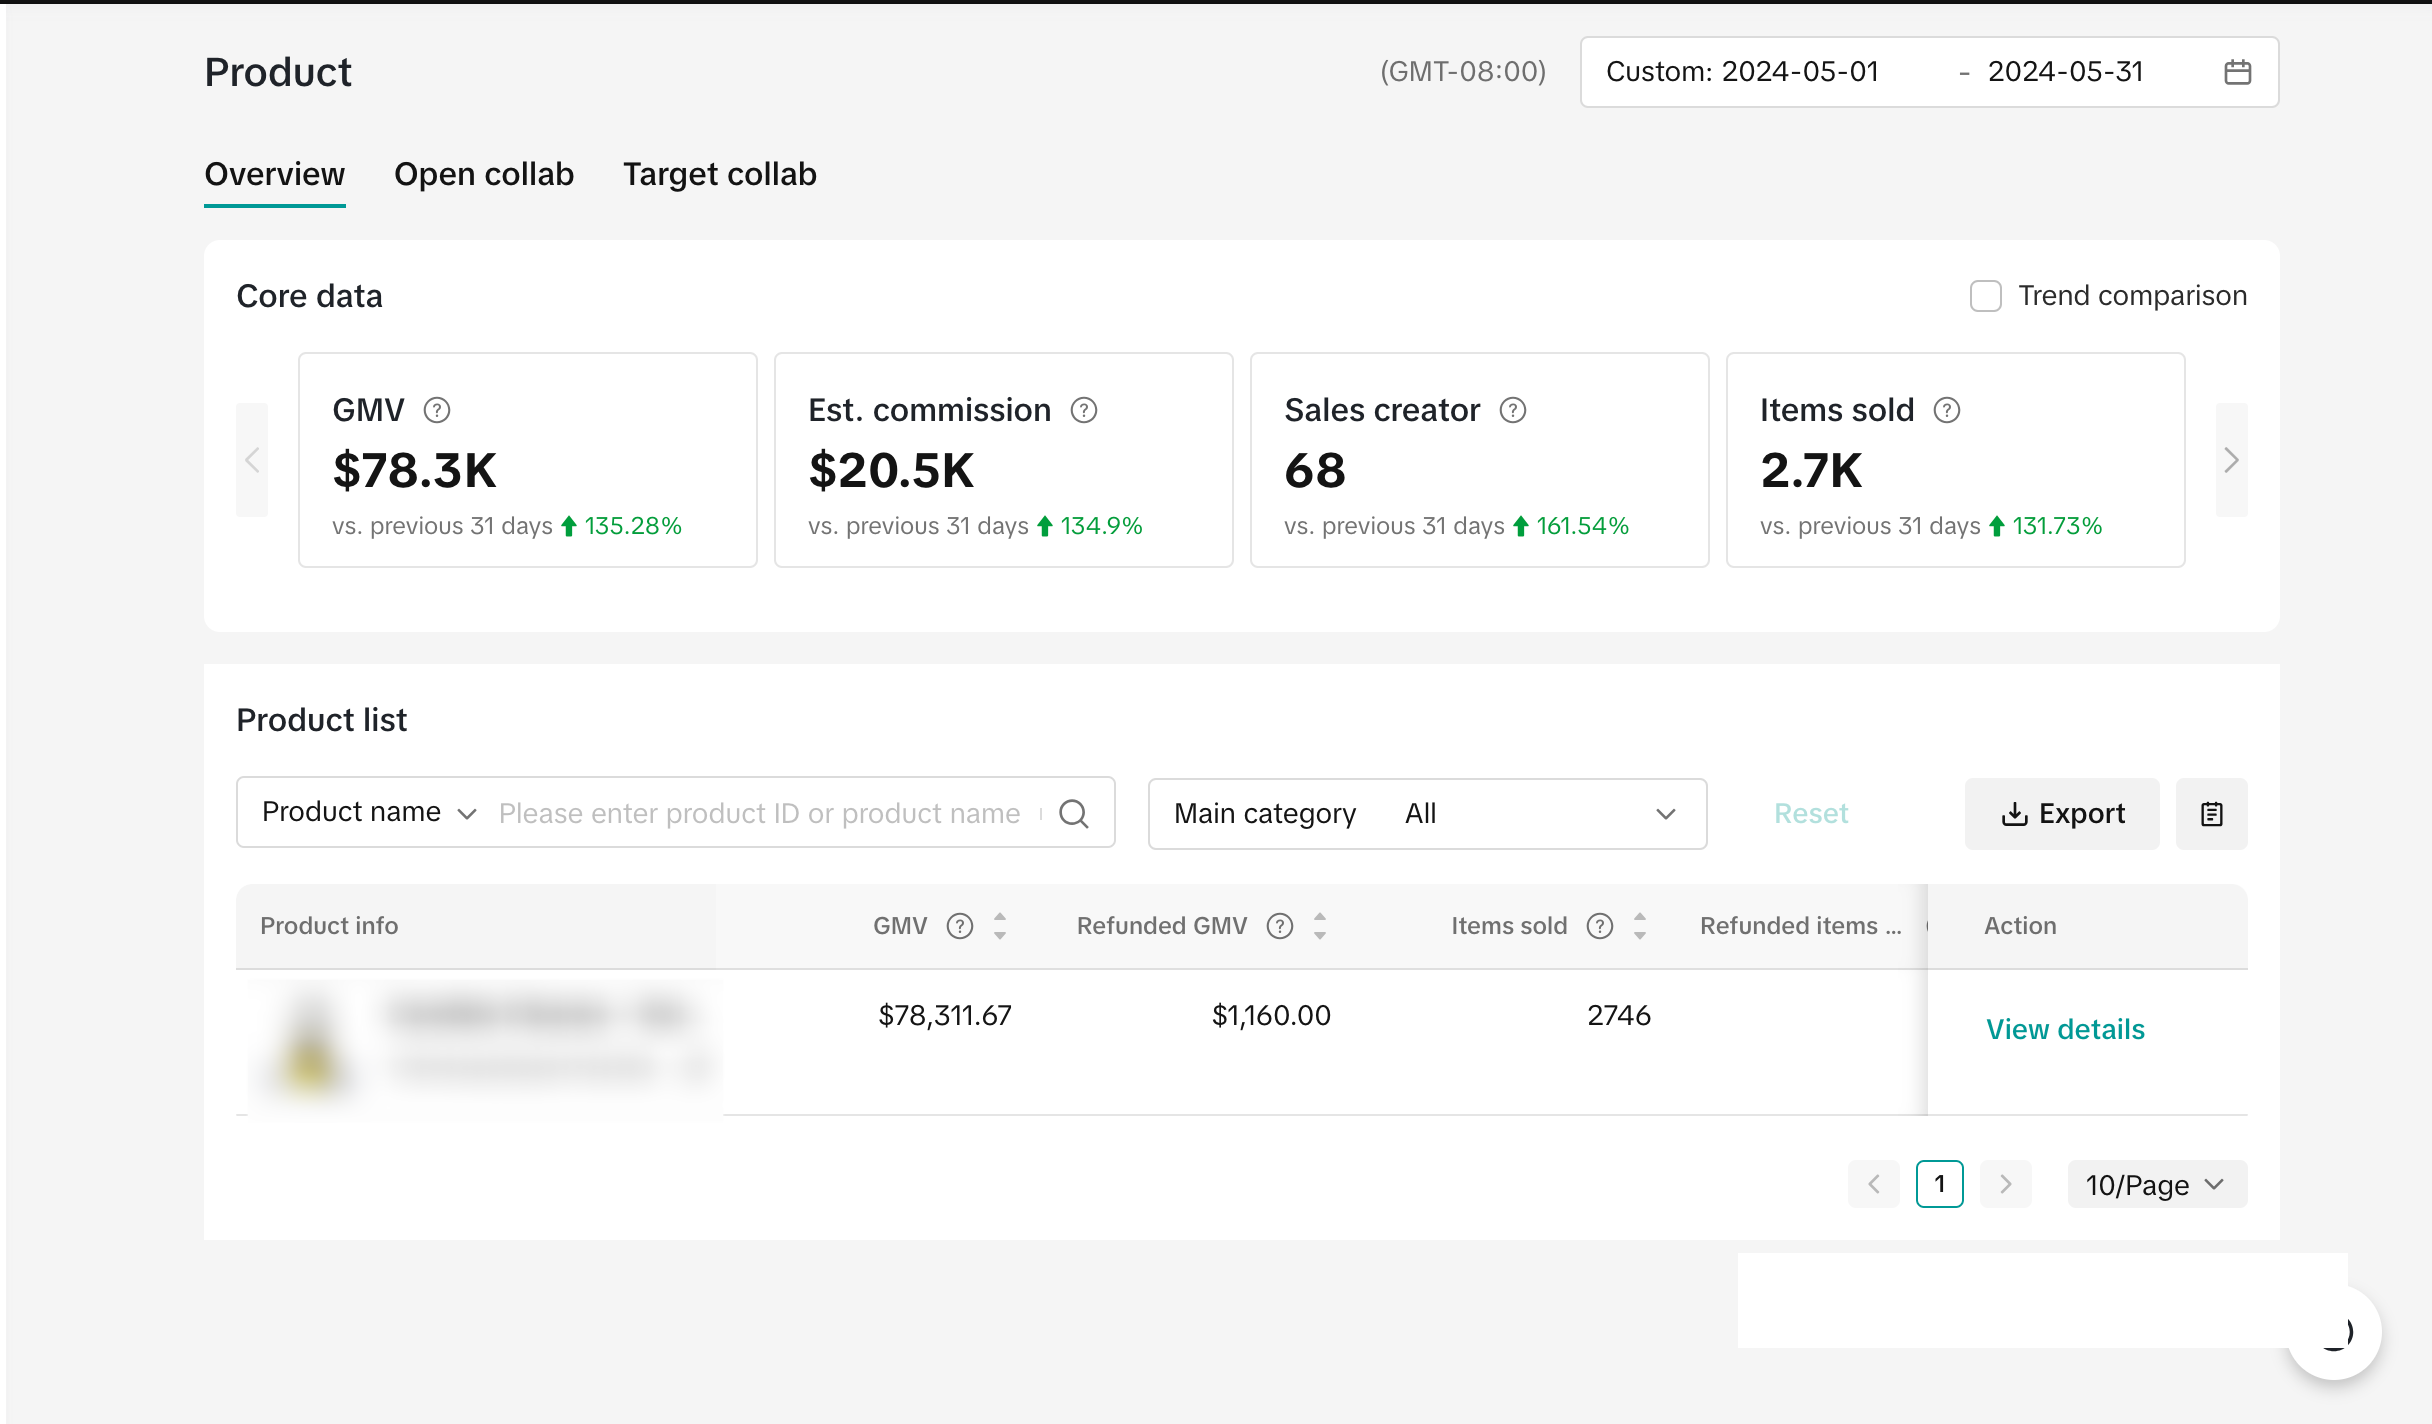 Product
(GMT-08:00)
Custom: 2024-05-01 - 2024-05-31
Overview Open collab Target collab
Core data
Trend comparison
GMV
$78.3K
vs. previous 31 days 135.28%
Est. commission
$20.5K
vs. previous 31 days 134.9%
Sales creator
68
vs. previous 31 days 161.54%
Items sold
2.7K
vs. previous 31 days 131.73%
Product list
Product name Please enter product ID or product name
Main category All
Reset
Export
Product info GMV Refunded GMV Items sold Refunded items ... Action
$78,311.67 $1,160.00 2746 View details
1 10/Page